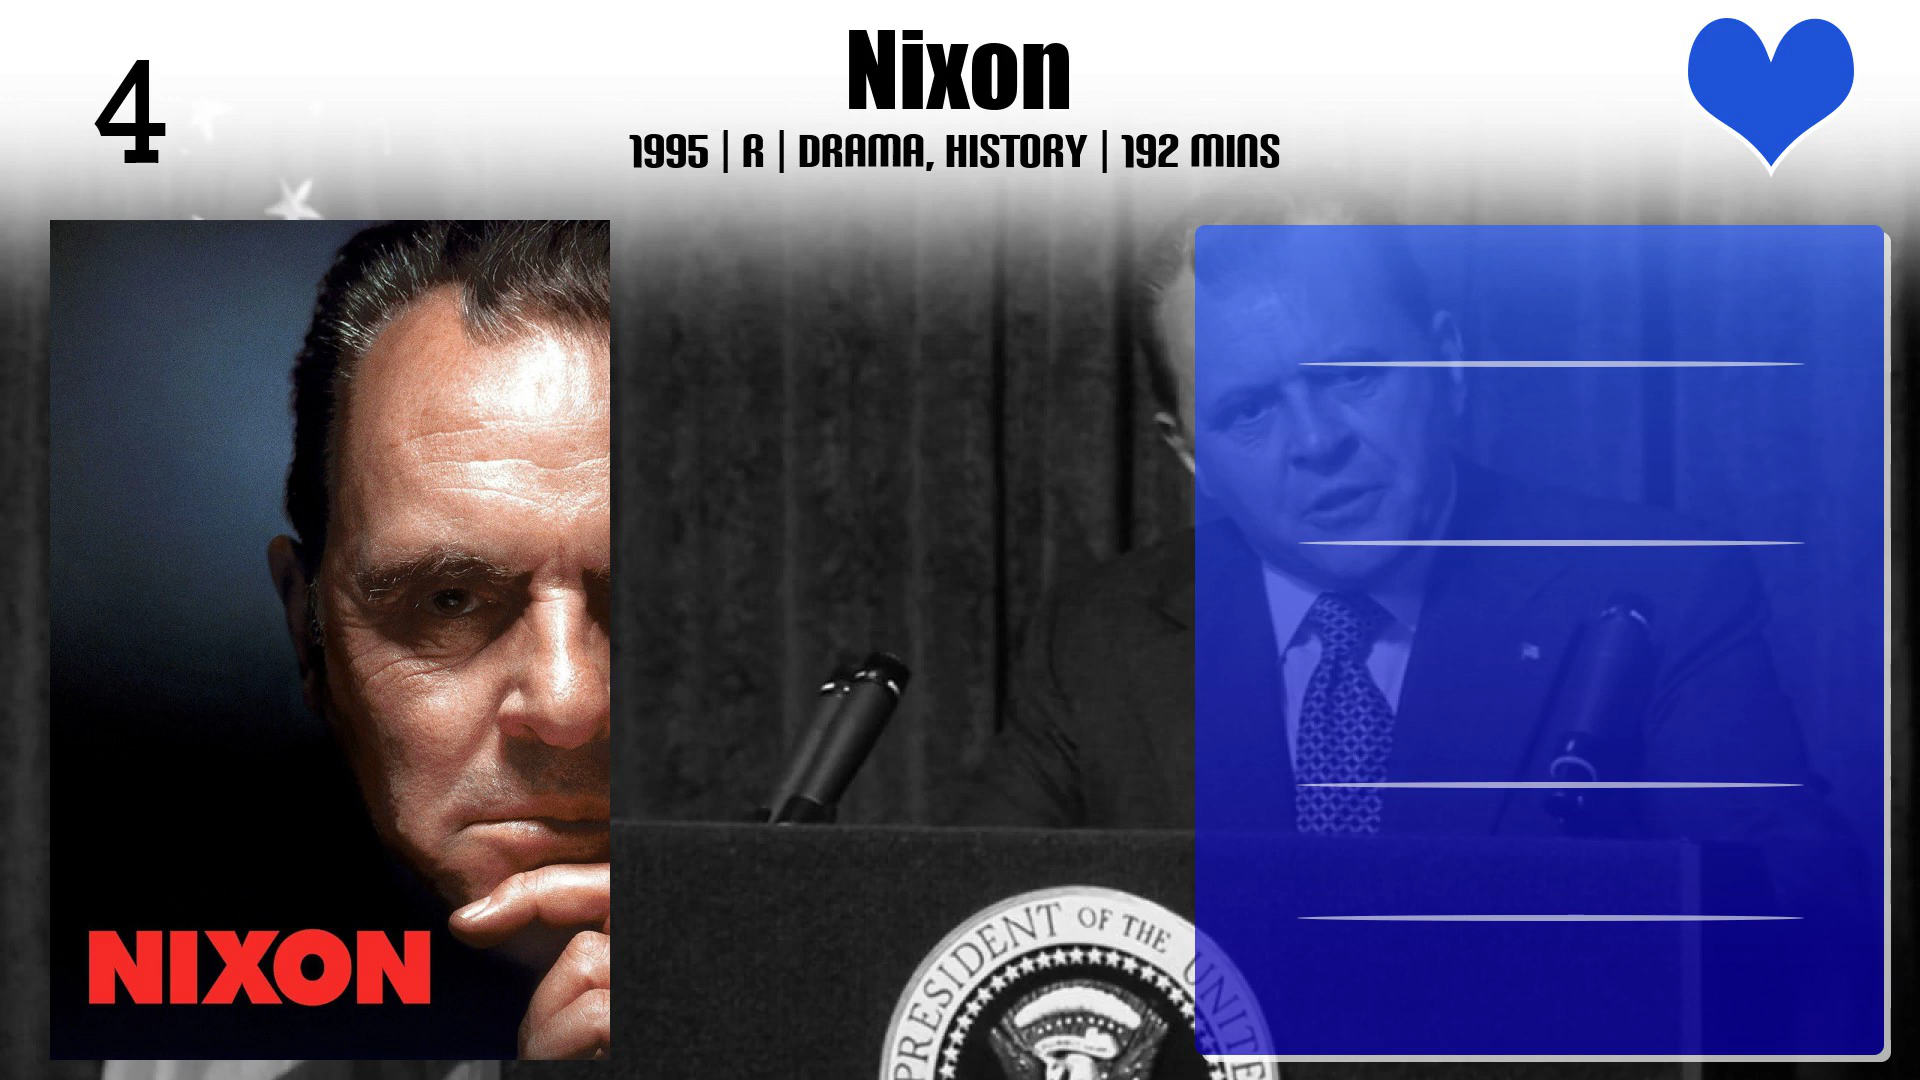 4
Nixon
1995 | R | DRAMA, HISTORY | 192 MINS
NIXON
PRESIDENT OF THE UNITE